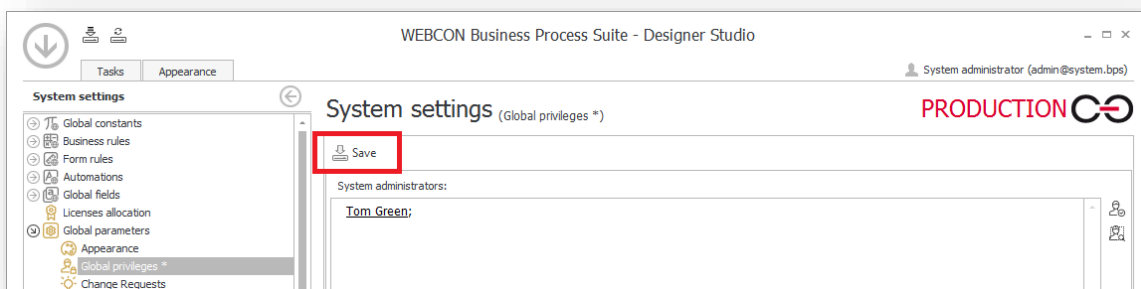 WEBCON Business Process Suite - Designer Studio
Tasks Appearance
System administrator (admin@system.bps)
System settings
System settings (Global privileges *)
PRODUCTION
Global constants
Business rules
Form rules
Automations
Global fields
Licenses allocation
Global parameters
Appearance
Global privileges *
Change Requests
Save
System administrators:
Tom Green;